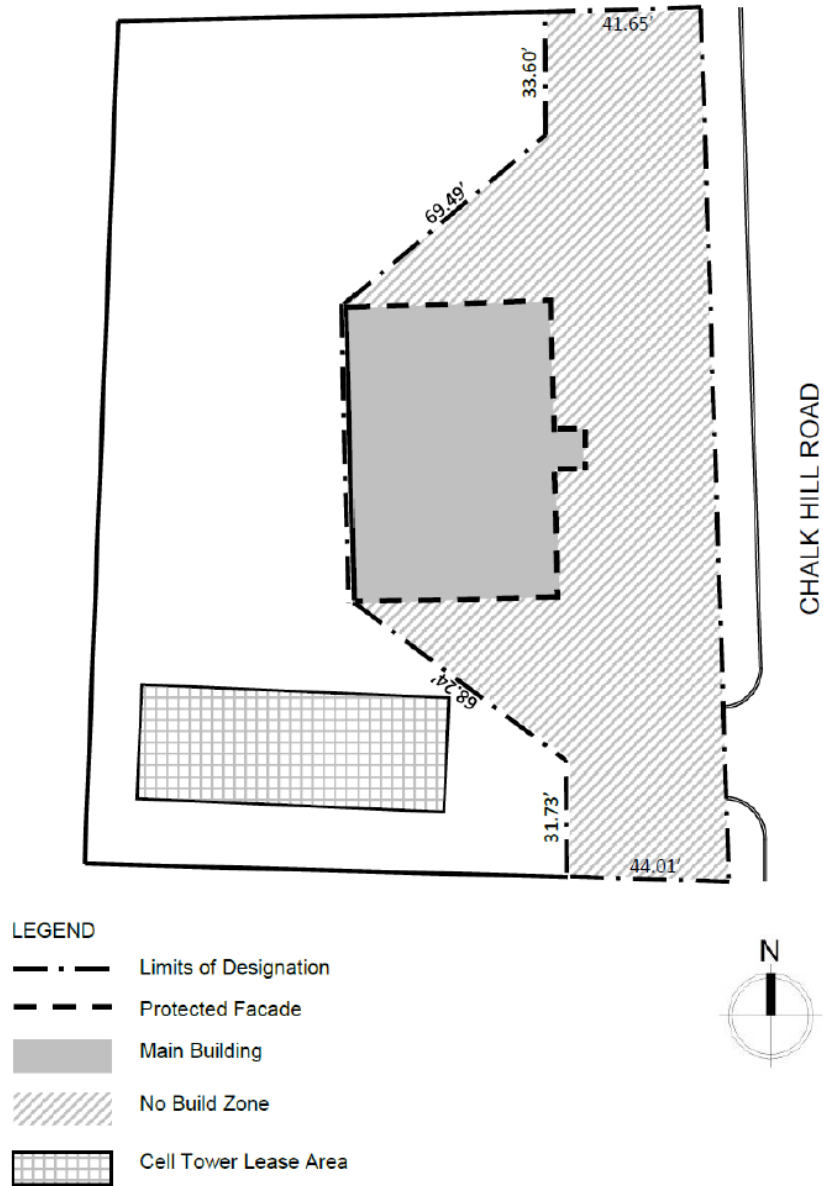 41.65'
33.60'
69.49'
CHALK HILL ROAD
68.24'
31.73'
44.01'
LEGEND
N
Limits of Designation
Protected Facade
Main Building
No Build Zone
Cell Tower Lease Area